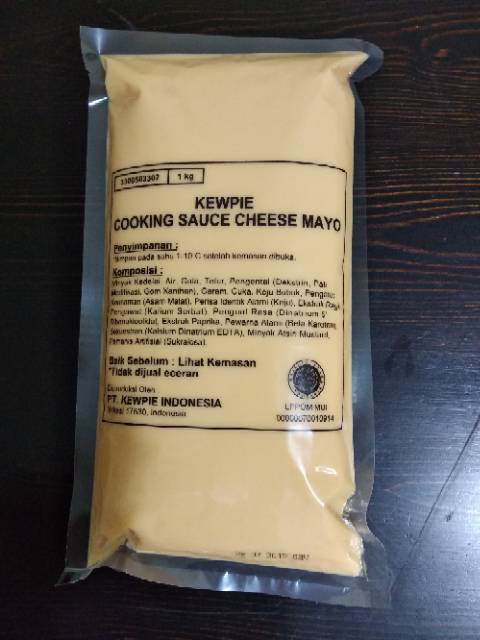 1 kg
KEWPIE
COOKING SAUCE CHEESE MAYO
Penyimpanan :
Simpan pada suhu 1-10°C setelah kemasan dibuka.
Komposisi :
Minyak Kedelai, Air, Gula, Telur, Pengental (Dekstrin, Pati
Modifikasi, Gom Xanthan), Garam, Cuka, Keju Bubuk, Pengatur
Keasaman (Asam Malat), Perisa Identik Alami (Keju), Ekstrak Ragi,
Pengawet (Kalium Sorbat), Penguat Rasa (Dinatrium 5'
Ribonukleotida), Ekstrak Paprika, Pewarna Alami (Beta Karoten),
Sekuestran (Kalsium Dinatrium EDTA), Minyak Atsiri Mustard,
Pemanis Artifisial (Sukralosa).
Baik Sebelum : Lihat Kemasan
*Tidak dijual eceran
Diproduksi Oleh
PT. KEWPIE INDONESIA
Bekasi 17530, Indonesia
LPPOM MUI
00060070010914